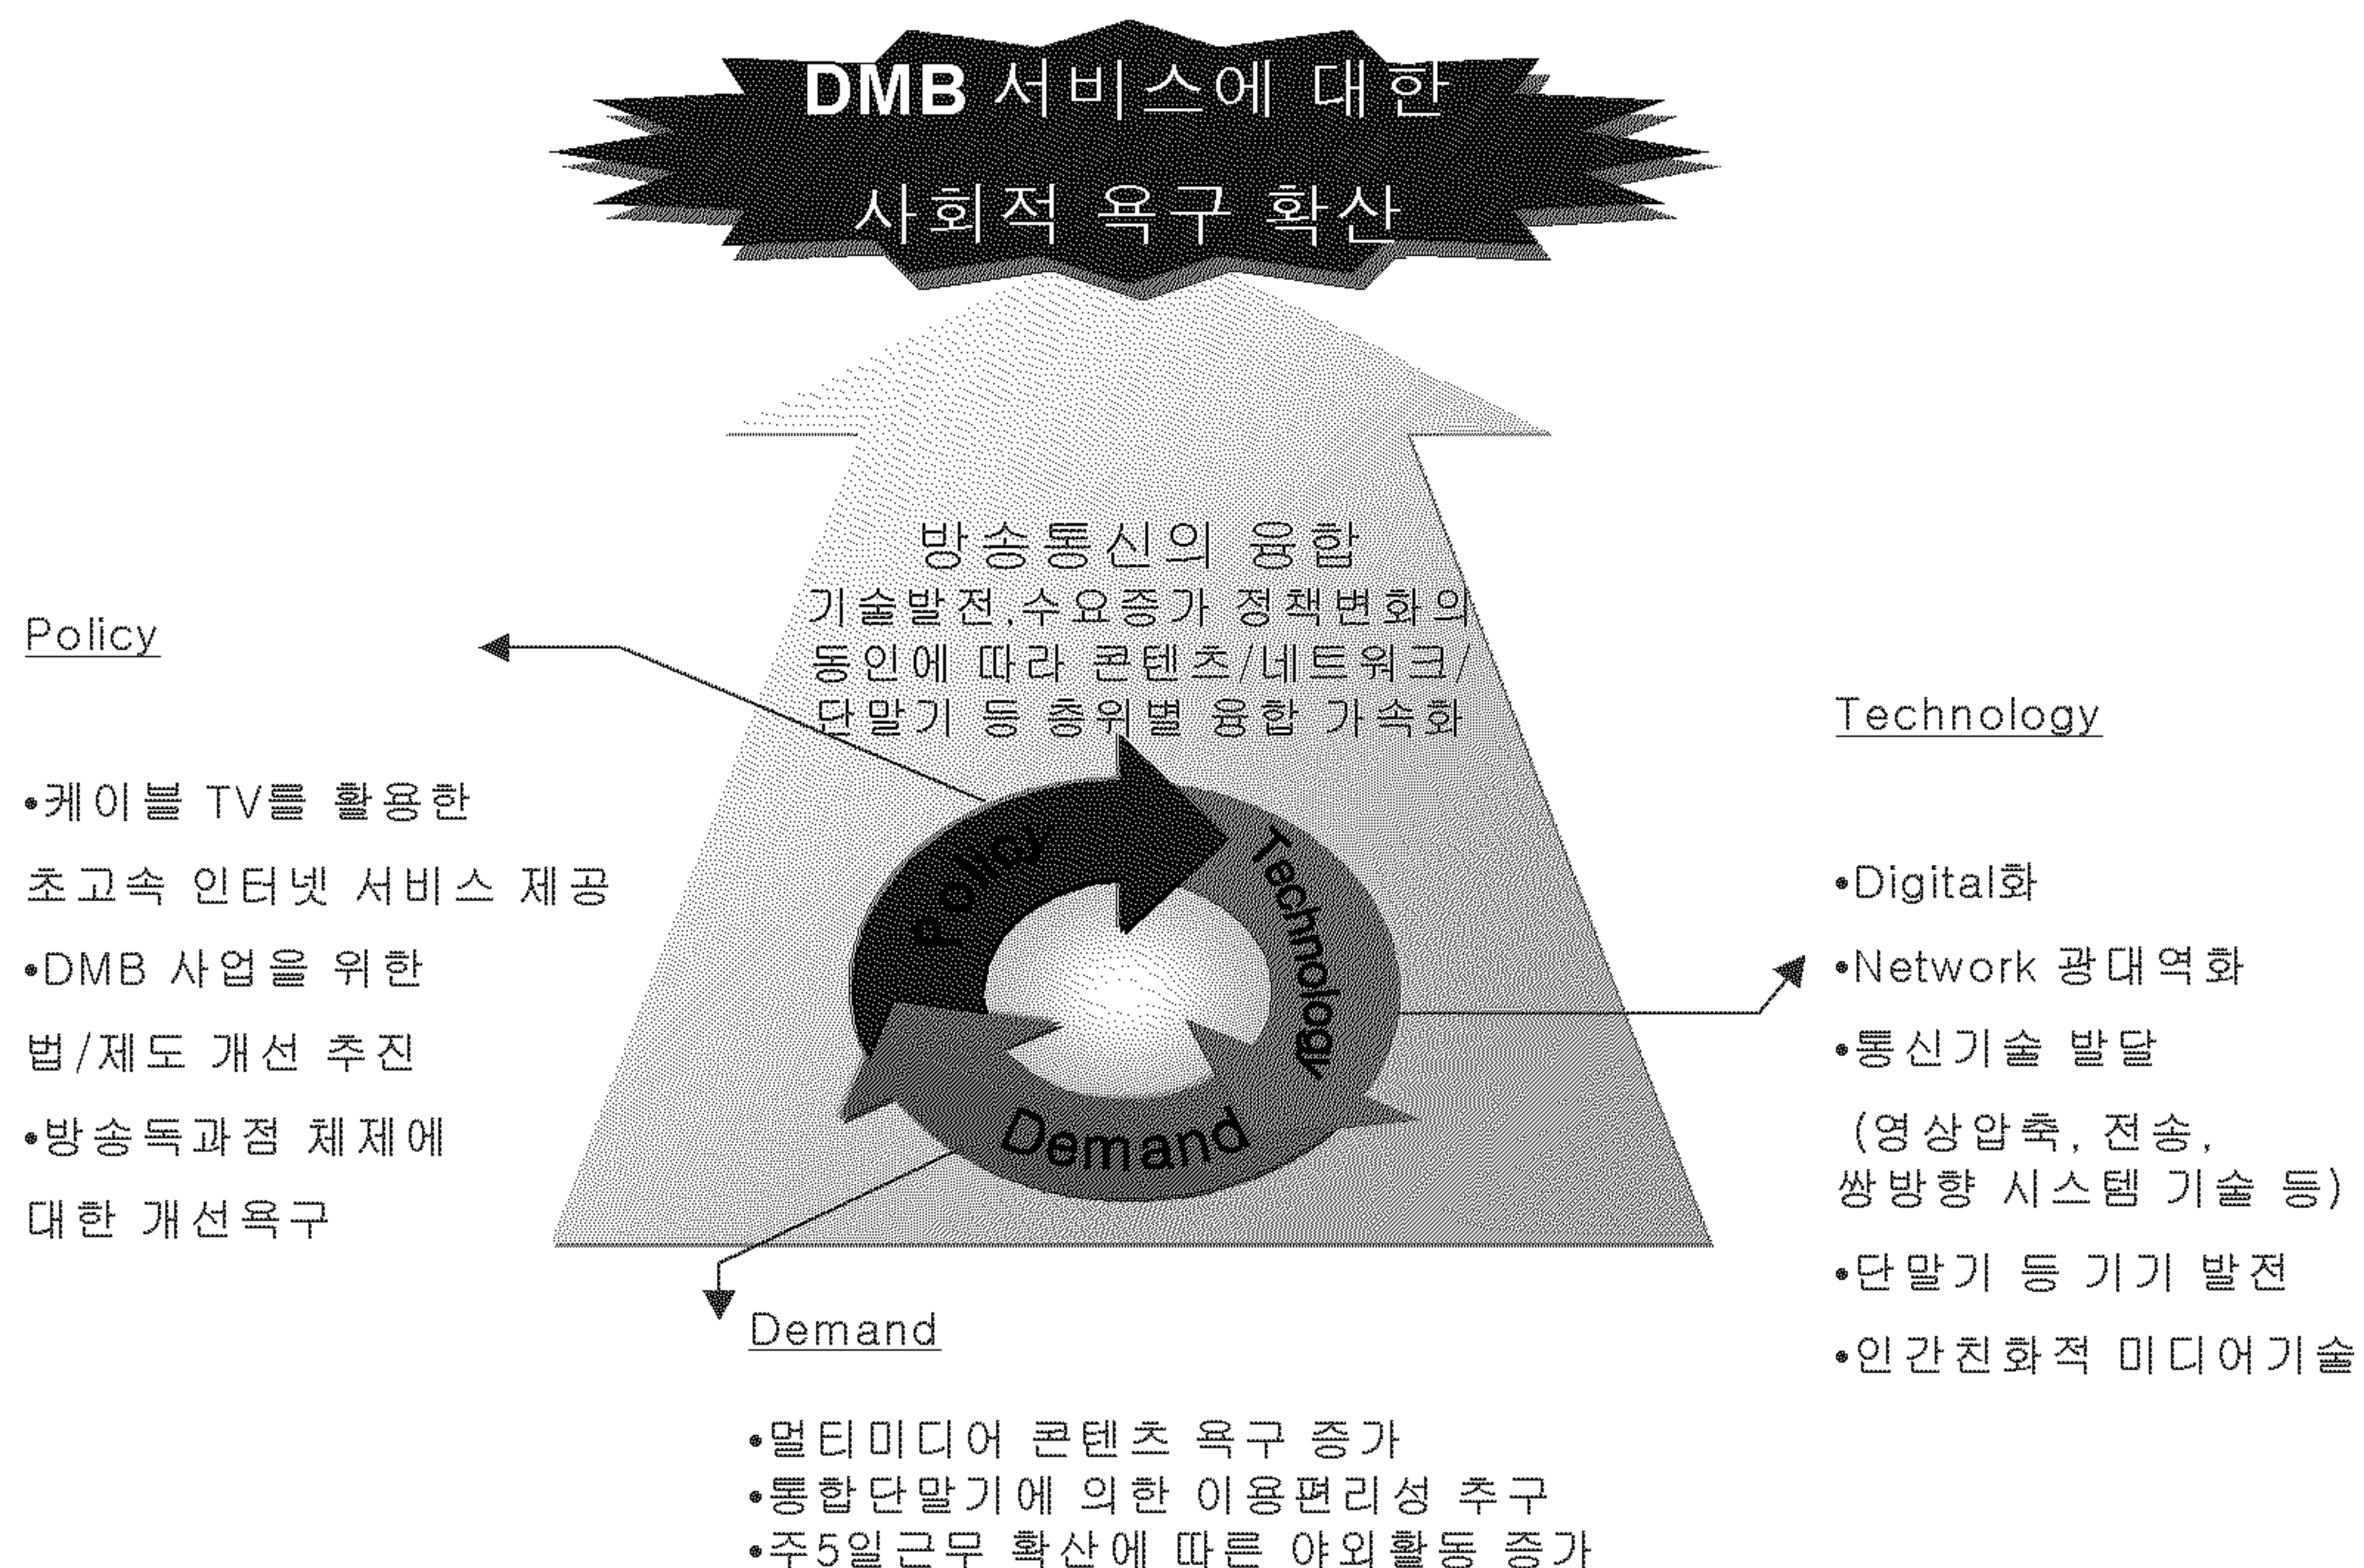 DMB 서비스에 대한
사회적 욕구 확산
방송통신의 융합
기술발전,수요증가 정책변화의
동인에 따라 콘텐츠/네트워크/
단말기 등 층위별 융합 가속화
Policy
•케이블 TV를 활용한
초고속 인터넷 서비스 제공
•DMB 사업을 위한
법/제도 개선 추진
•방송독과점 체제에
대한 개선욕구
Policy
Technology
Demand
Technology
•Digital화
•Network 광대역화
•통신기술 발달
(영상압축, 전송,
쌍방향 시스템 기술 등)
•단말기 등 기기 발전
•인간친화적 미디어기술
Demand
•멀티미디어 콘텐츠 욕구 증가
•통합단말기에 의한 이용편리성 추구
•주5일근무 확산에 따른 야외활동 증가